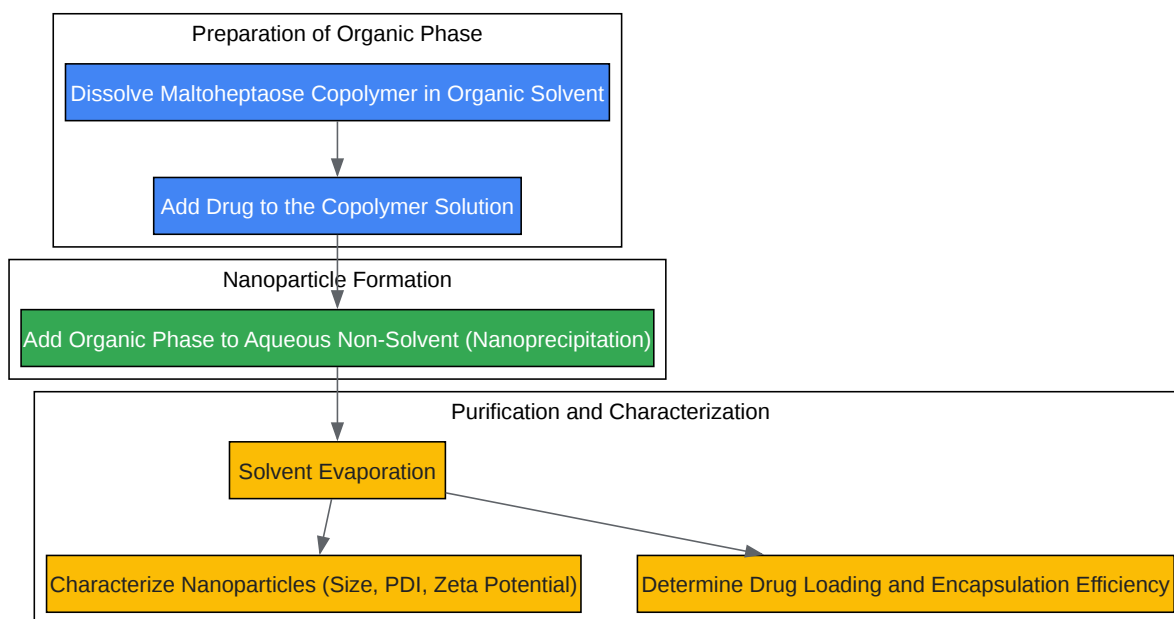 Preparation of Organic Phase
Dissolve Maltoheptaose Copolymer in Organic Solvent
Add Drug to the Copolymer Solution
Nanoparticle Formation
Add Organic Phase to Aqueous Non-Solvent (Nanoprecipitation)
Purification and Characterization
Solvent Evaporation
Characterize Nanoparticles (Size, PDI, Zeta Potential)
Determine Drug Loading and Encapsulation Efficiency